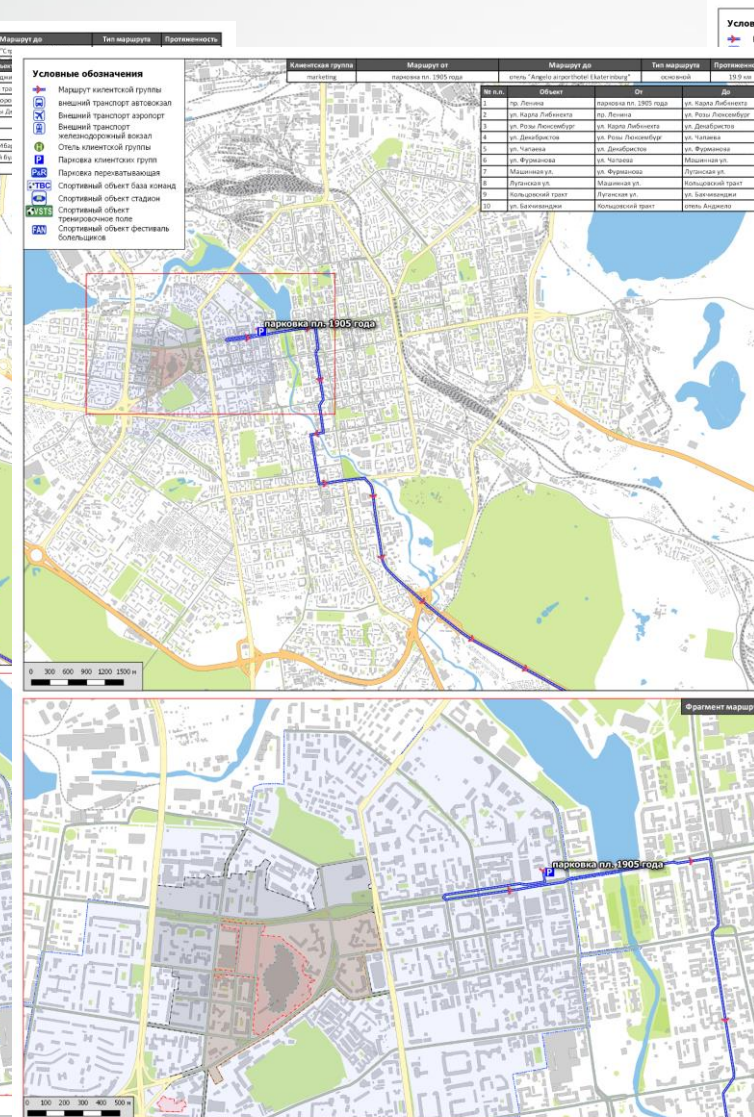 Маршрут до Тип маршрута Протяженность
Услов
Условные обозначения
Маршрут килентской группы
внешний транспорт автовокзал
Внешний транспорт аэропорт
Внешний транспорт
железнодорожный вокзал
Отель клиентской группы
Парковка клиентских групп
P Парковка перехватывающая
P&R
TBC Спортивный объект база команд
Спортивный объект стадион
VSTS Спортивный объект
тренировочное поле
FAN Спортивный объект фестиваль
болельщиков
Клиентская группа Маршрут от Маршрут до Тип маршрута Протяженно
marketing парковка пл. 1905 года отель "Angelo airporthotel Ekaterinburg" основной 19.9 км
№ п.п. Объект От До
1 пр. Ленина парковка пл. 1905 года ул. Карла Либкнехта
2 ул. Карла Либкнехта пр. Ленина ул. Розы Люксембург
3 ул. Розы Люксембург ул. Карла Либкнехта ул. Декабристов
4 ул. Декабристов ул. Розы Люксембург ул. Чапаева
5 ул. Чапаева ул. Декабристов ул. Фурманова
6 ул. Фурманова ул. Чапаева Машинная ул.
7 Машинная ул. ул. Фурманова Луганская ул.
8 Луганская ул. Машинная ул. Кольцовский тракт
9 Кольцовский тракт Луганская ул. ул. Бахчиванджи
10 ул. Бахчиванджи Кольцовский тракт отель Анджело
парковка пл. 1905 года
P
0 300 600 900 1200 1500 м
Фрагмент маршр
парковка пл. 1905 года
P
0 100 200 300 400 500 м